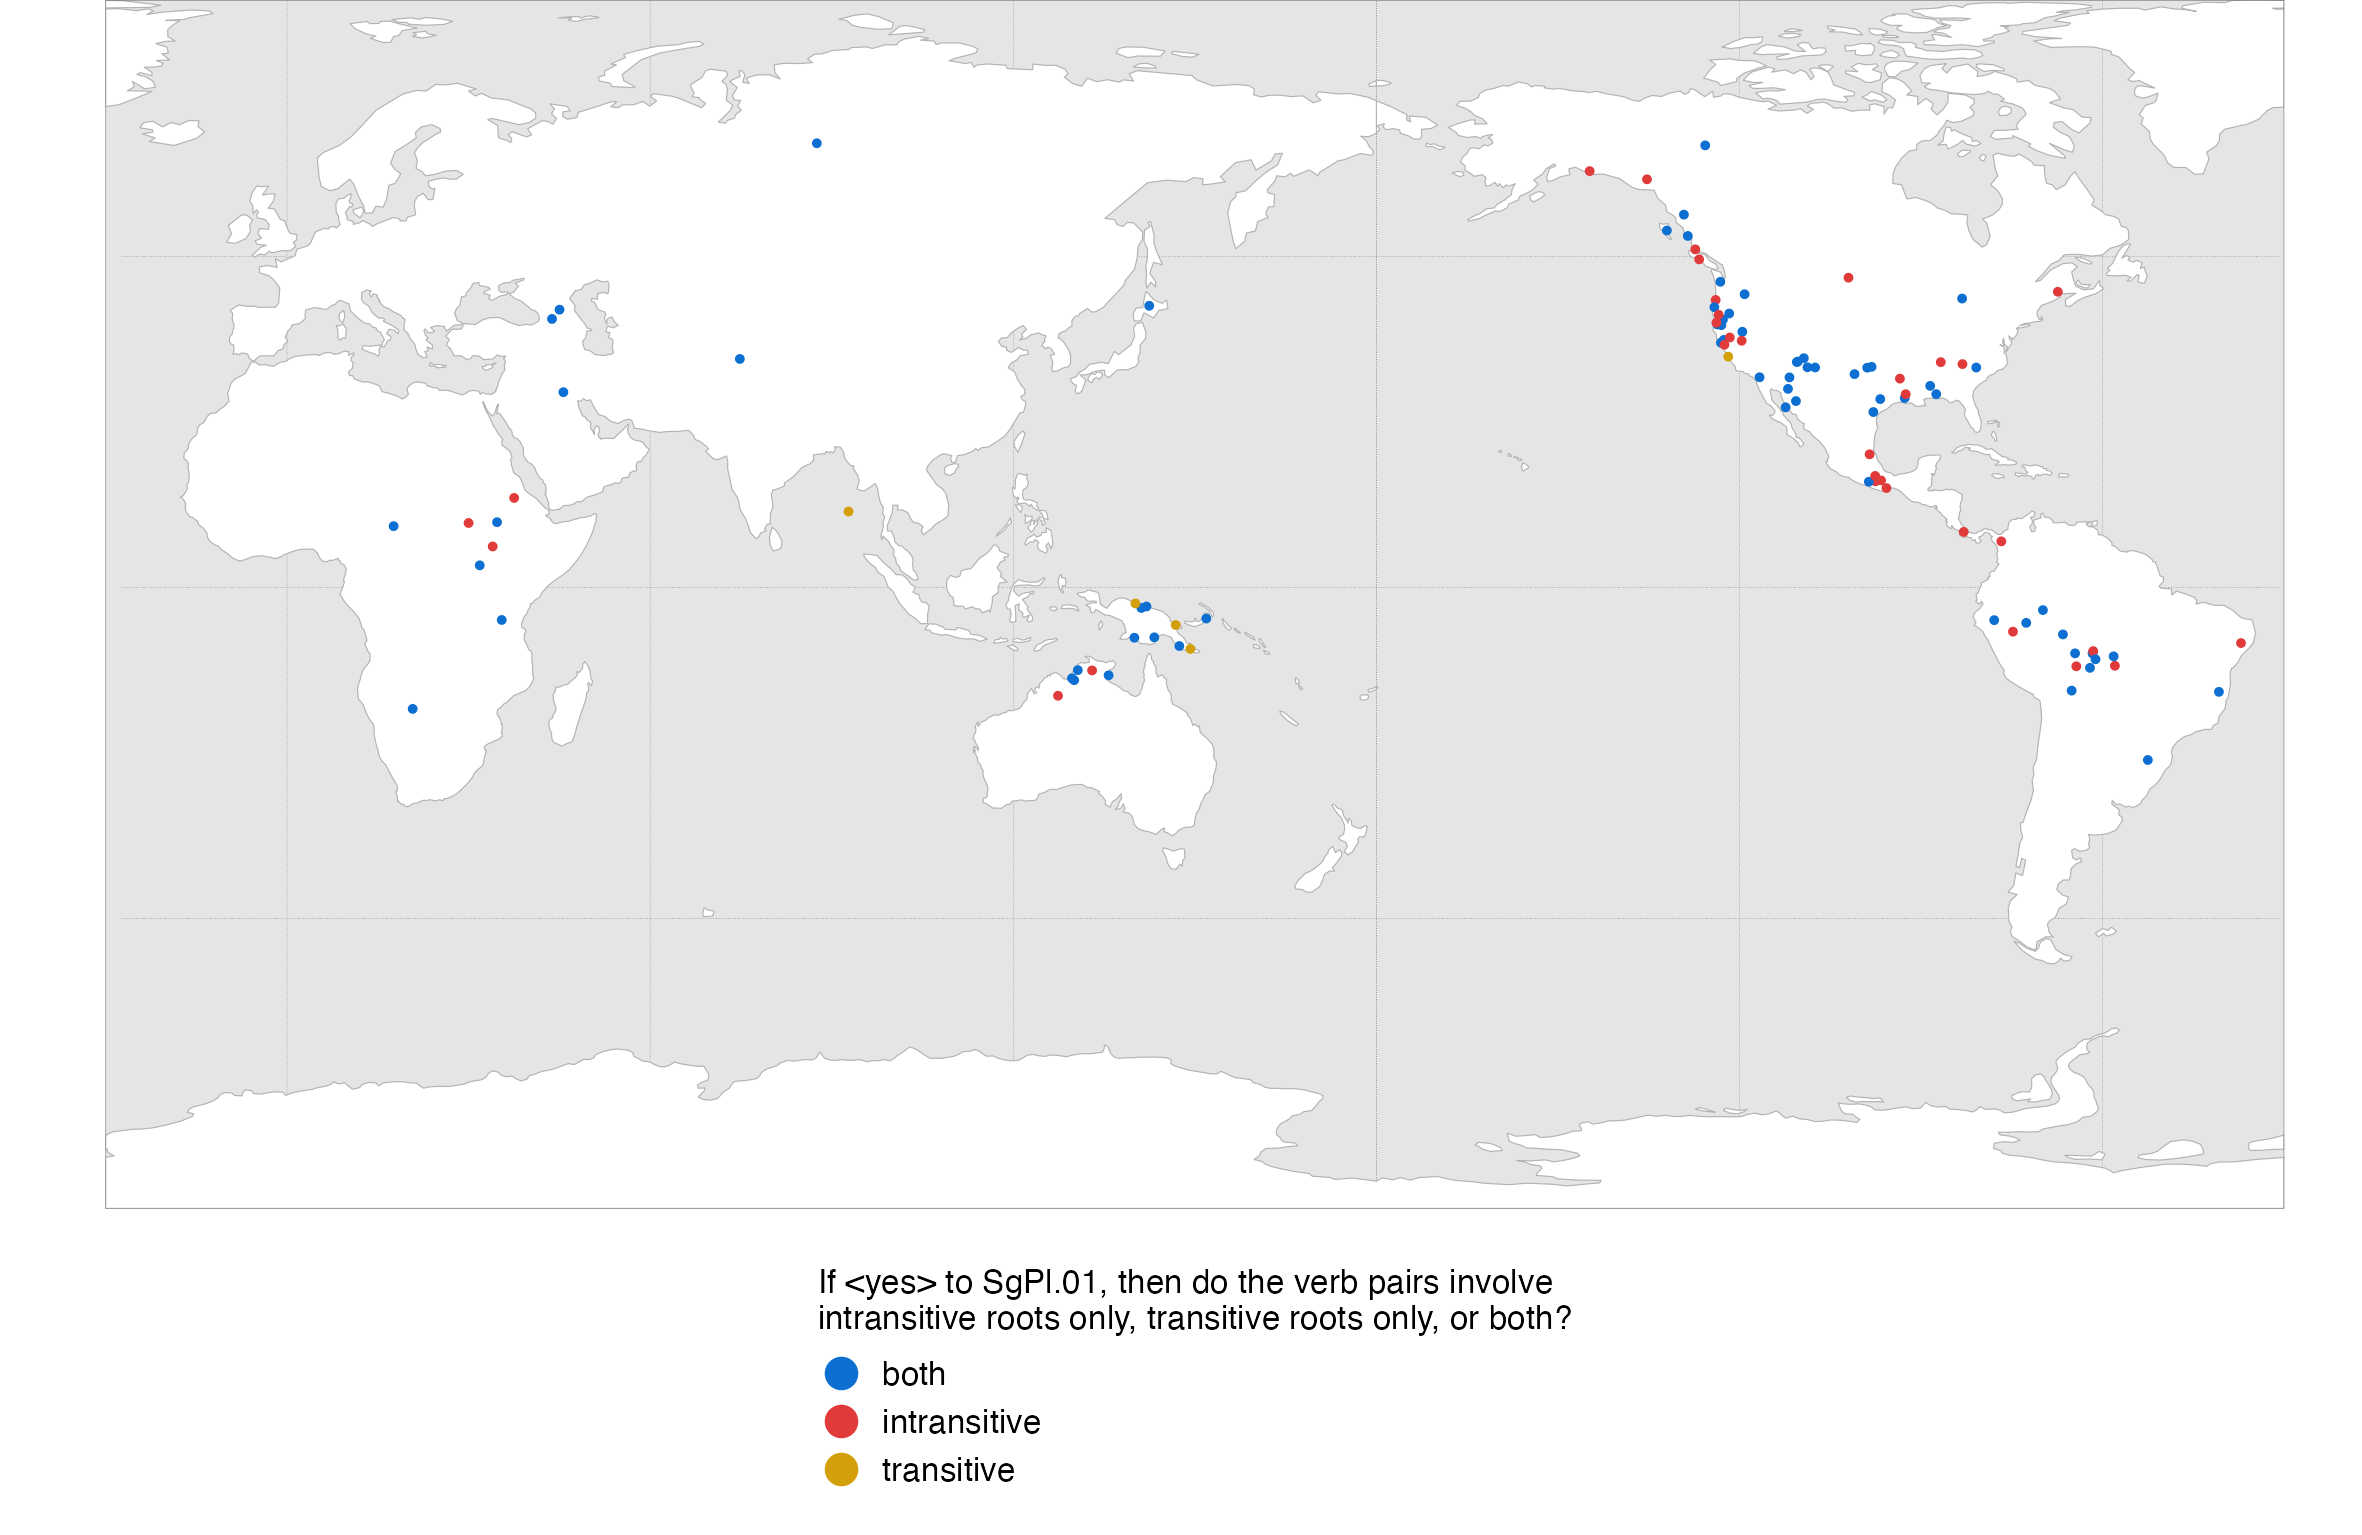 If <yes> to SgPl.01, then do the verb pairs involve
intransitive roots only, transitive roots only, or both?
both
intransitive
transitive